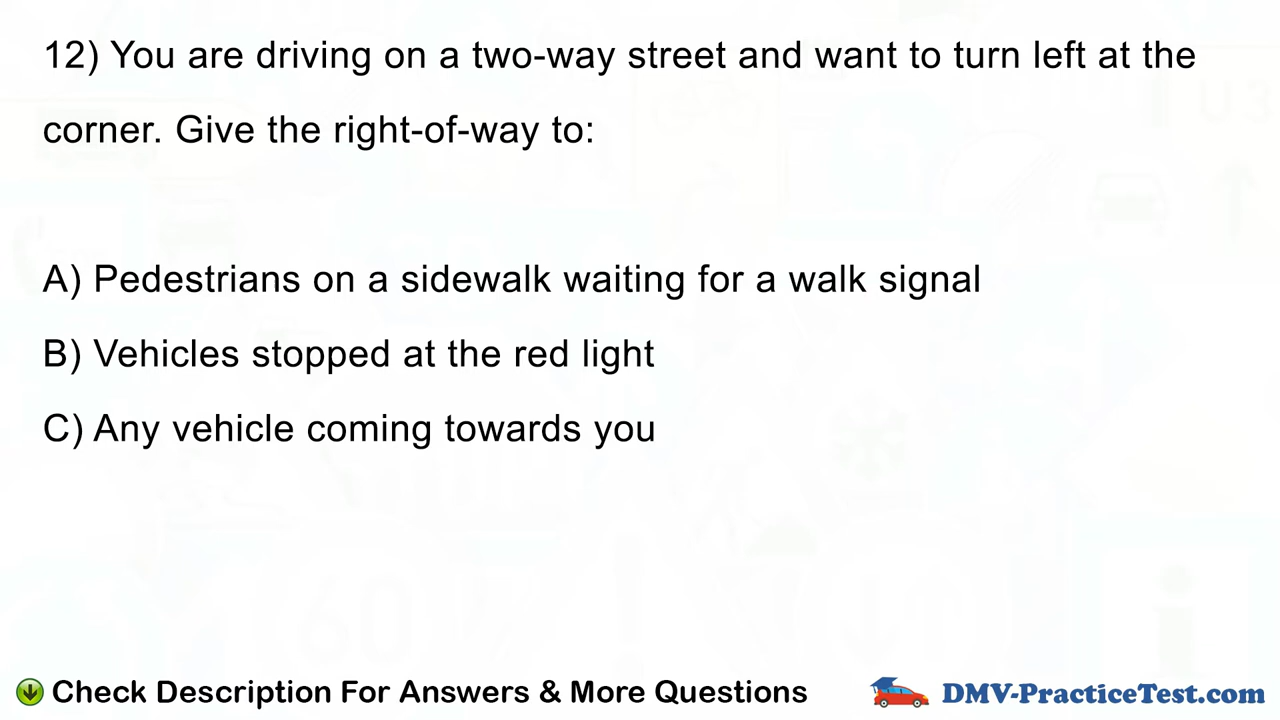 12) You are driving on a two-way street and want to turn left at the
corner. Give the right-of-way to:
A) Pedestrians on a sidewalk waiting for a walk signal
B) Vehicles stopped at the red light
C) Any vehicle coming towards you
Check Description For Answers & More Questions
DMV-PracticeTest.com